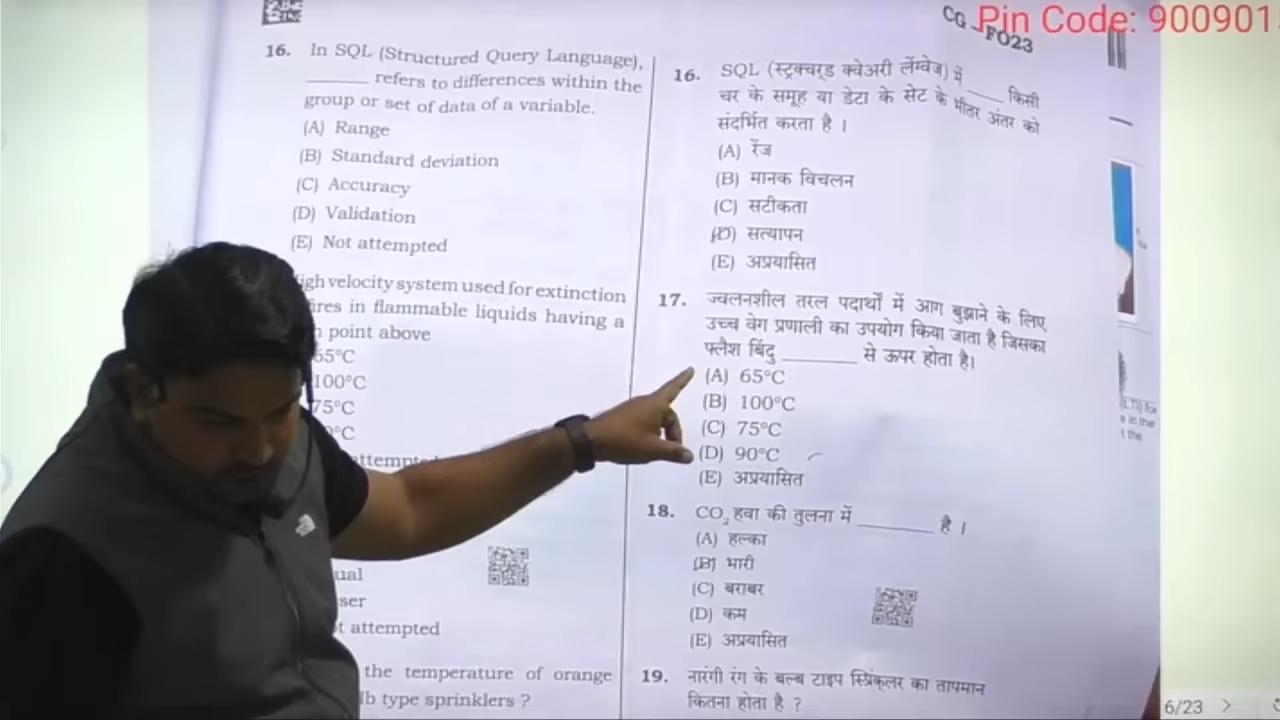 Pin Code: 900901
CG - FO23
16. In SQL (Structured Query Language),
______ refers to differences within the
group or set of data of a variable.
(A) Range
(B) Standard deviation
(C) Accuracy
(D) Validation
(E) Not attempted
igh velocity system used for extinction
ires in flammable liquids having a
point above
65°C
100°C
75°C
°C
ual
ser
t attempted
the temperature of orange
lb type sprinklers ?
16. SQL (स्ट्रक्चर्ड क्वेअरी लेंग्वेज) में ____ किसी
चर के समूह या डेटा के सेट के भीतर अंतर को
संदर्भित करता है ।
(A) रेंज
(B) मानक विचलन
(C) सटीकता
(D) सत्यापन
(E) अप्रयासित
17. ज्वलनशील तरल पदार्थों में आग बुझाने के लिए
उच्च वेग प्रणाली का उपयोग किया जाता है जिसका
फ्लैश बिंदु ________ से ऊपर होता है।
(A) 65°C
(B) 100°C
(C) 75°C
(D) 90°C
(E) अप्रयासित
18. CO₂ हवा की तुलना में ________ है ।
(A) हल्का
(B) भारी
(C) बराबर
(D) कम
(E) अप्रयासित
19. नारंगी रंग के बल्ब टाइप स्प्रिंक्लर का तापमान
कितना होता है ?
6/23